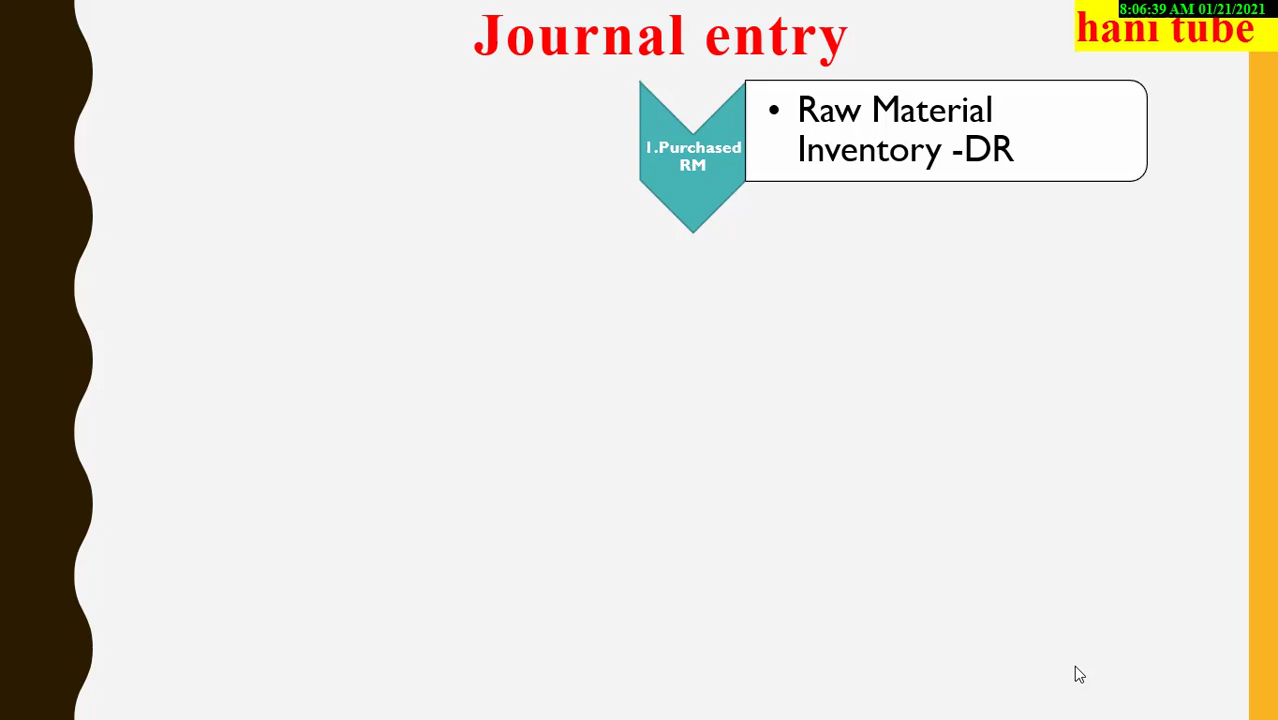 8:06:39 AM 01/21/2021
hani tube
Journal entry
1.Purchased
RM
• Raw Material
Inventory -DR